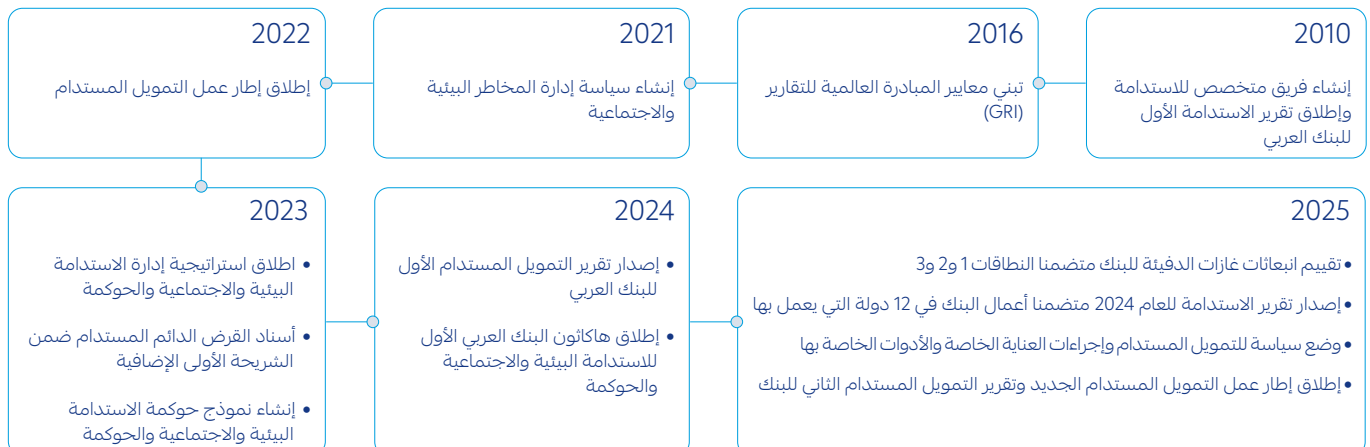 2010
إنشاء فريق متخصص للاستدامة
وإطلاق تقرير الاستدامة الأول
للبنك العربي
2016
تبني معايير المبادرة العالمية للتقارير
(GRI)
2021
إنشاء سياسة إدارة المخاطر البيئية
والاجتماعية
2022
إطلاق إطار عمل التمويل المستدام
2023
• اطلاق استراتيجية إدارة الاستدامة
البيئية والاجتماعية والحوكمة
• أسناد القرض الدائم المستدام ضمن
الشريحة الأولى الإضافية
• إنشاء نموذج حوكمة الاستدامة
البيئية والاجتماعية والحوكمة
2024
• إصدار تقرير التمويل المستدام الأول
للبنك العربي
• إطلاق هاكاثون البنك العربي الأول
للاستدامة البيئية والاجتماعية
والحوكمة
2025
• تقييم انبعاثات غازات الدفيئة للبنك متضمنا النطاقات 1 و2 و3
• إصدار تقرير الاستدامة للعام 2024 متضمنا أعمال البنك في 12 دولة التي يعمل بها
• وضع سياسة للتمويل المستدام وإجراءات العناية الخاصة والأدوات الخاصة بها
• إطلاق إطار عمل التمويل المستدام الجديد وتقرير التمويل المستدام الثاني للبنك